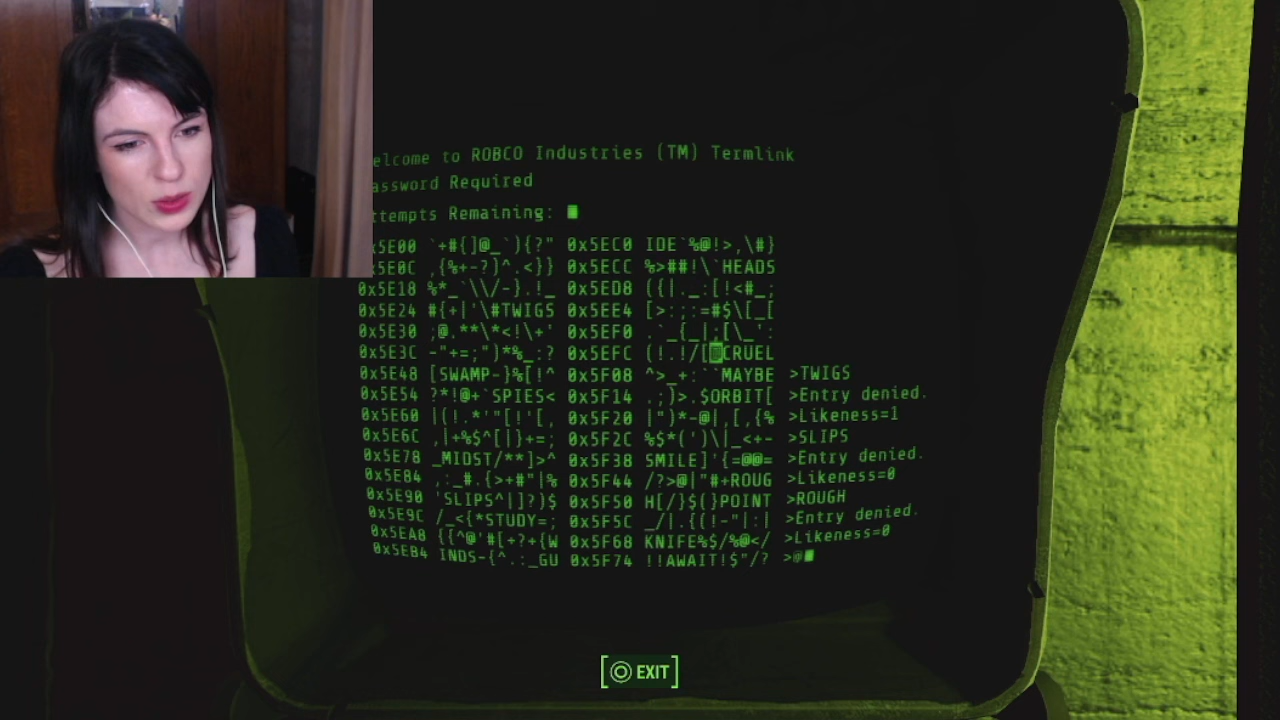 elcome to ROBCO Industries (TM) Termlink
assword Required
ttempts Remaining: ■
x5E00 `+#{]@_`){?" 0x5EC0 IDE`%@!>,\#}
x5E0C ,{%+-?)^.<}} 0x5ECC %>##!\`HEADS
0x5E18 %*_`\\/-}.!_ 0x5ED8 ({|._:[!<#_;
0x5E24 #{+|'\#TWIGS 0x5EE4 [>:;:=#$\[_[
0x5E30 ;@.**\*<!\+' 0x5EF0 .`_{_|;[\_':
0x5E3C -"+=;")*%_:? 0x5EFC (!.!/[■CRUEL
0x5E48 [SWAMP-}%[!^ 0x5F08 ^>_+:``MAYBE >TWIGS
0x5E54 ?*!@+`SPIES< 0x5F14 .;)>.$ORBIT[ >Entry denied.
0x5E60 |(!.*'"[!'[, 0x5F20 |")*-@|,[,{% >Likeness=1
0x5E6C ,|+%$^[|}+=; 0x5F2C %$*(')\|_<+- >SLIPS
0x5E78 _MIDST/**]>^ 0x5F38 SMILE]'{=@@= >Entry denied.
0x5E84 ,:_#.{>+#"|% 0x5F44 /?>@|"#+ROUG >Likeness=0
0x5E90 'SLIPS^|]?)$ 0x5F50 H[/}$(}POINT >ROUGH
0x5E9C /_<{*STUDY=; 0x5F5C _/|.{(!-"|:| >Entry denied.
0x5EA8 {{^@'#[+?+{W 0x5F68 KNIFE%$/%@</ >Likeness=0
0x5EB4 INDS-{^.:_GU 0x5F74 !!AWAIT!$"/? >@■
[◎ EXIT]